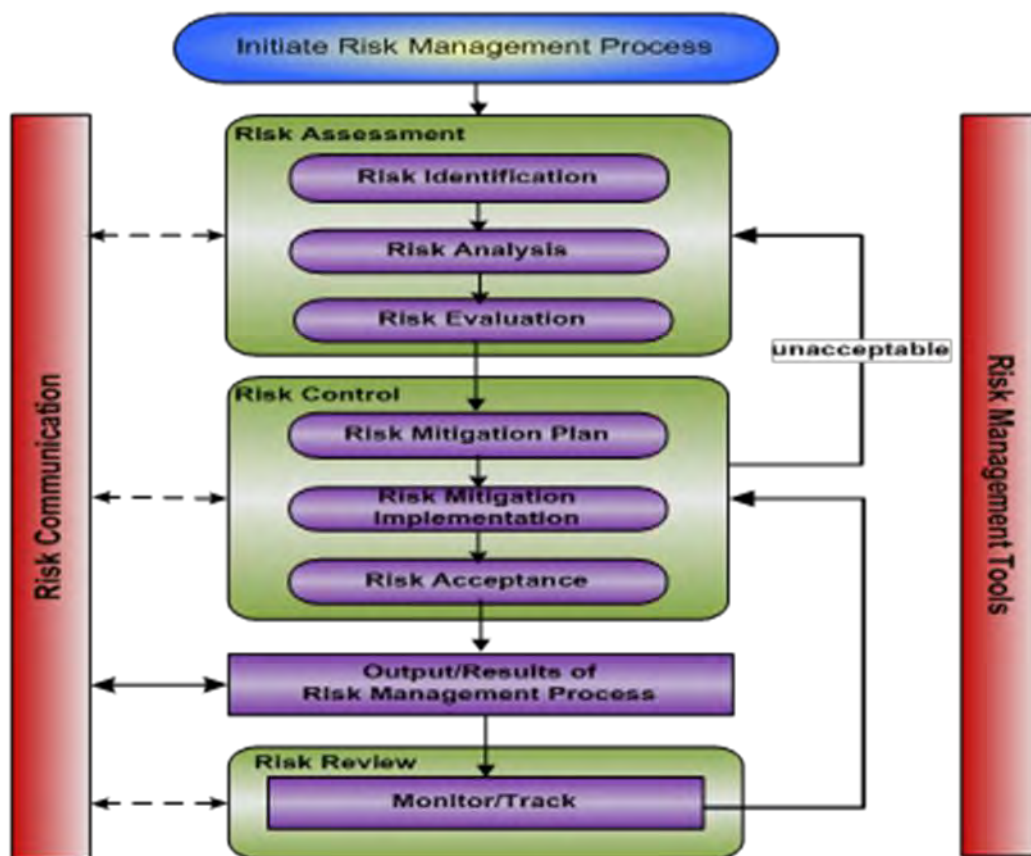 Initiate Risk Management Process
Risk Assessment
Risk Identification
Risk Analysis
Risk Evaluation
unacceptable
Risk Control
Risk Mitigation Plan
Risk Mitigation
Implementation
Risk Acceptance
Output/Results of
Risk Management Process
Risk Review
Monitor/Track
Risk Communication
Risk Management Tools